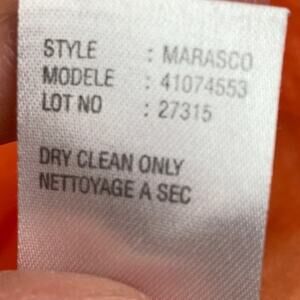 STYLE : MARASCO
MODELE : 41074553
LOT NO : 27315
DRY CLEAN ONLY
NETTOYAGE A SEC